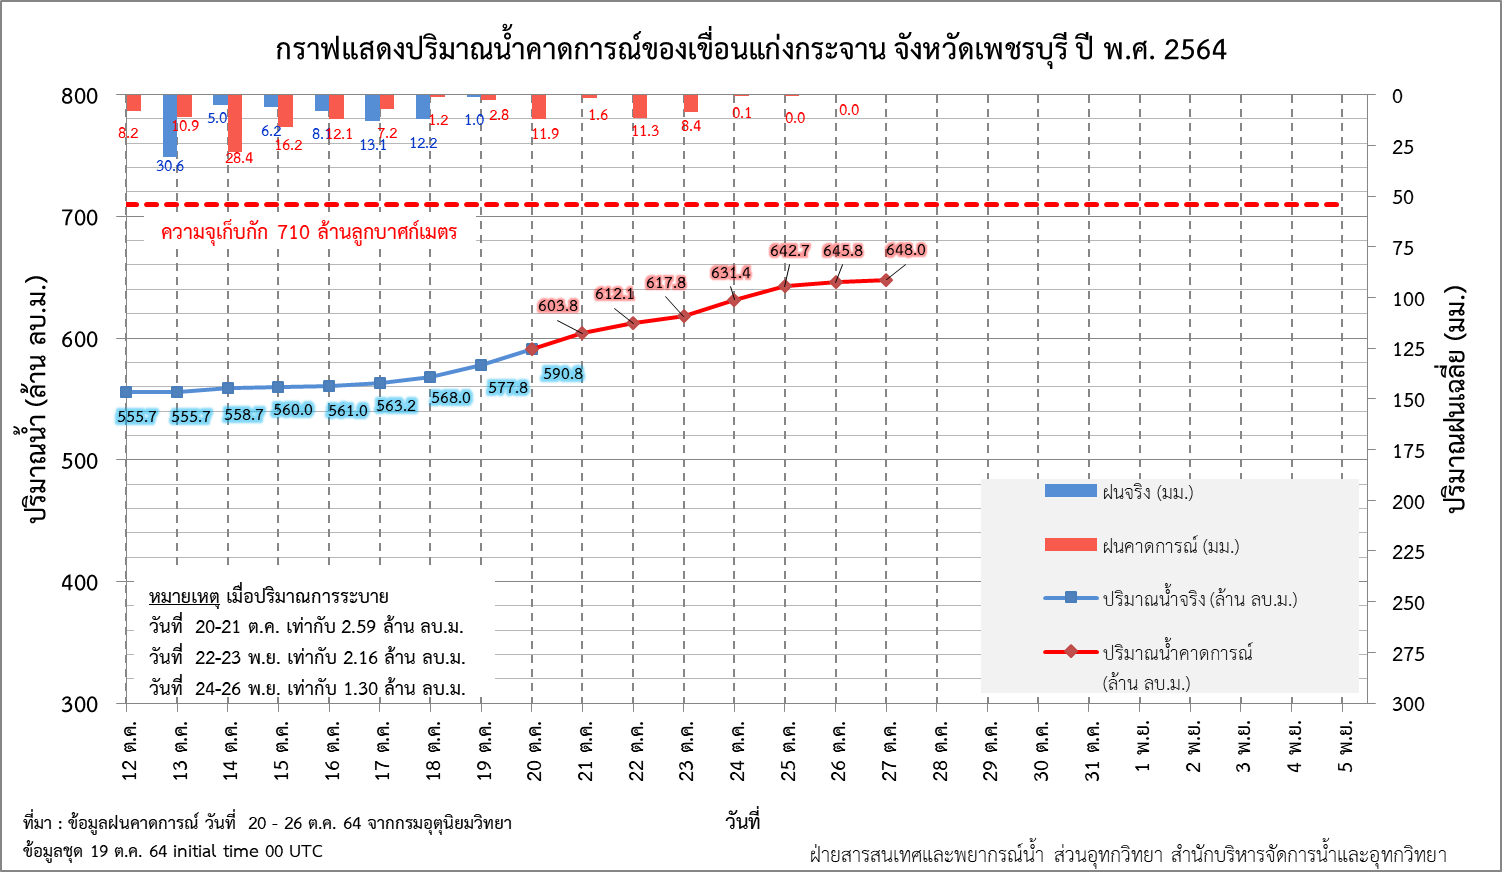 กราฟแสดงปริมาณน้ำคาดการณ์ของเขื่อนแก่งกระจาน จังหวัดเพชรบุรี ปี พ.ศ. 2564
ปริมาณน้ำ (ล้าน ลบ.ม.)
800
700
600
500
400
300
8.2
30.6
10.9
5.0
28.4
6.2
16.2
8.1
12.1
13.1
7.2
12.2
1.2
1.0
2.8
11.9
1.6
11.3
8.4
0.1
0.0
0.0
ความจุเก็บกัก 710 ล้านลูกบาศก์เมตร
555.7
555.7
558.7
560.0
561.0
563.2
568.0
577.8
590.8
603.8
612.1
617.8
631.4
642.7
645.8
648.0
0
25
50
75
100
125
150
175
200
225
250
275
300
ปริมาณฝนเฉลี่ย (มม.)
ฝนจริง (มม.)
ฝนคาดการณ์ (มม.)
ปริมาณน้ำจริง (ล้าน ลบ.ม.)
ปริมาณน้ำคาดการณ์
(ล้าน ลบ.ม.)
หมายเหตุ เมื่อปริมาณการระบาย
วันที่ 20-21 ต.ค. เท่ากับ 2.59 ล้าน ลบ.ม.
วันที่ 22-23 พ.ย. เท่ากับ 2.16 ล้าน ลบ.ม.
วันที่ 24-26 พ.ย. เท่ากับ 1.30 ล้าน ลบ.ม.
12 ต.ค.
13 ต.ค.
14 ต.ค.
15 ต.ค.
16 ต.ค.
17 ต.ค.
18 ต.ค.
19 ต.ค.
20 ต.ค.
21 ต.ค.
22 ต.ค.
23 ต.ค.
24 ต.ค.
25 ต.ค.
26 ต.ค.
27 ต.ค.
28 ต.ค.
29 ต.ค.
30 ต.ค.
31 ต.ค.
1 พ.ย.
2 พ.ย.
3 พ.ย.
4 พ.ย.
5 พ.ย.
วันที่
ที่มา : ข้อมูลฝนคาดการณ์ วันที่ 20 - 26 ต.ค. 64 จากกรมอุตุนิยมวิทยา
ข้อมูลชุด 19 ต.ค. 64 initial time 00 UTC
ฝ่ายสารสนเทศและพยากรณ์น้ำ ส่วนอุทกวิทยา สำนักบริหารจัดการน้ำและอุทกวิทยา